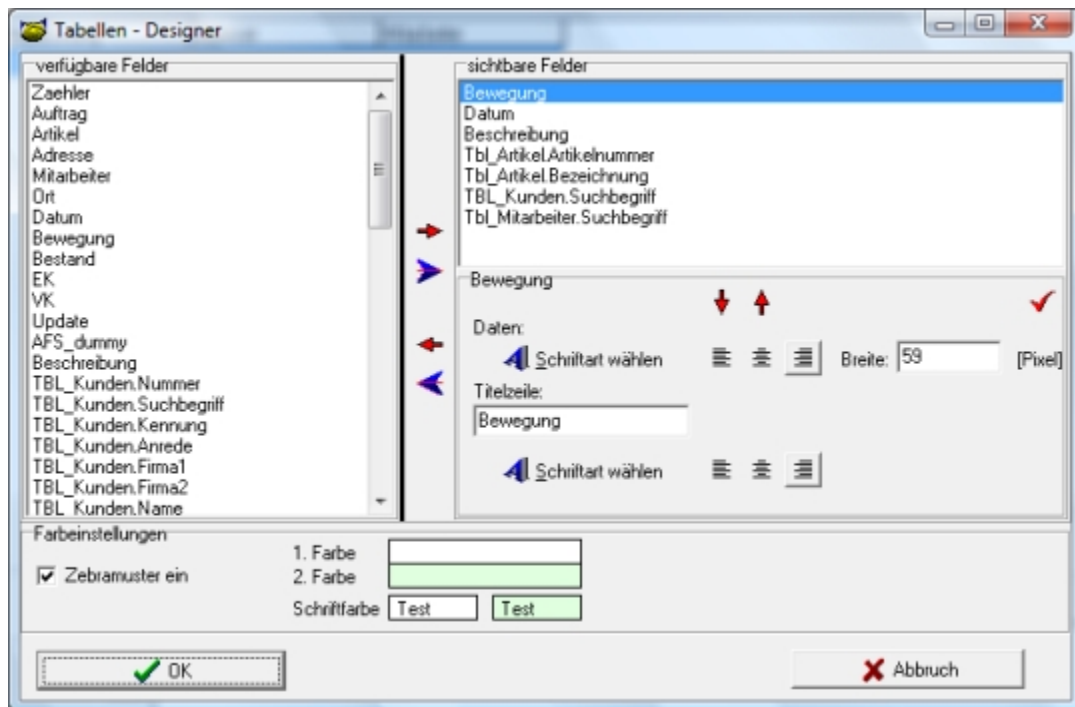 Tabellen - Designer
verfügbare Felder
Zaehler
Auftrag
Artikel
Adresse
Mitarbeiter
Ort
Datum
Bewegung
Bestand
EK
VK
Update
AFS_dummy
Beschreibung
TBL_Kunden.Nummer
TBL_Kunden.Suchbegriff
TBL_Kunden.Kennung
TBL_Kunden.Anrede
TBL_Kunden.Firma1
TBL_Kunden.Firma2
TBL_Kunden.Name
sichtbare Felder
Bewegung
Datum
Beschreibung
Tbl_Artikel.Artikelnummer
Tbl_Artikel.Bezeichnung
TBL_Kunden.Suchbegriff
Tbl_Mitarbeiter.Suchbegriff
Bewegung
Daten:
Schriftart wählen Breite: 59 [Pixel]
Titelzeile:
Bewegung
Schriftart wählen
Farbeinstellungen
Zebramuster ein
1. Farbe
2. Farbe
Schriftfarbe Test Test
OK Abbruch